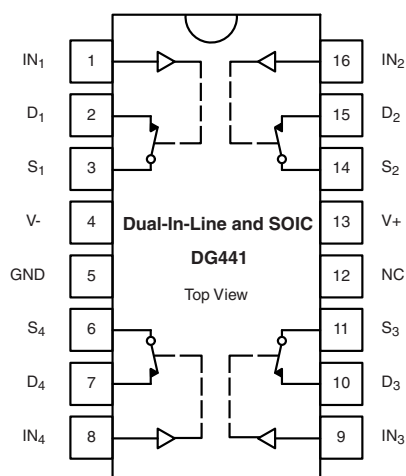 IN1 1 16 IN2
D1 2 15 D2
S1 3 14 S2
V- 4 Dual-In-Line and SOIC 13 V+
DG441
GND 5 12 NC
Top View
S4 6 11 S3
D4 7 10 D3
IN4 8 9 IN3